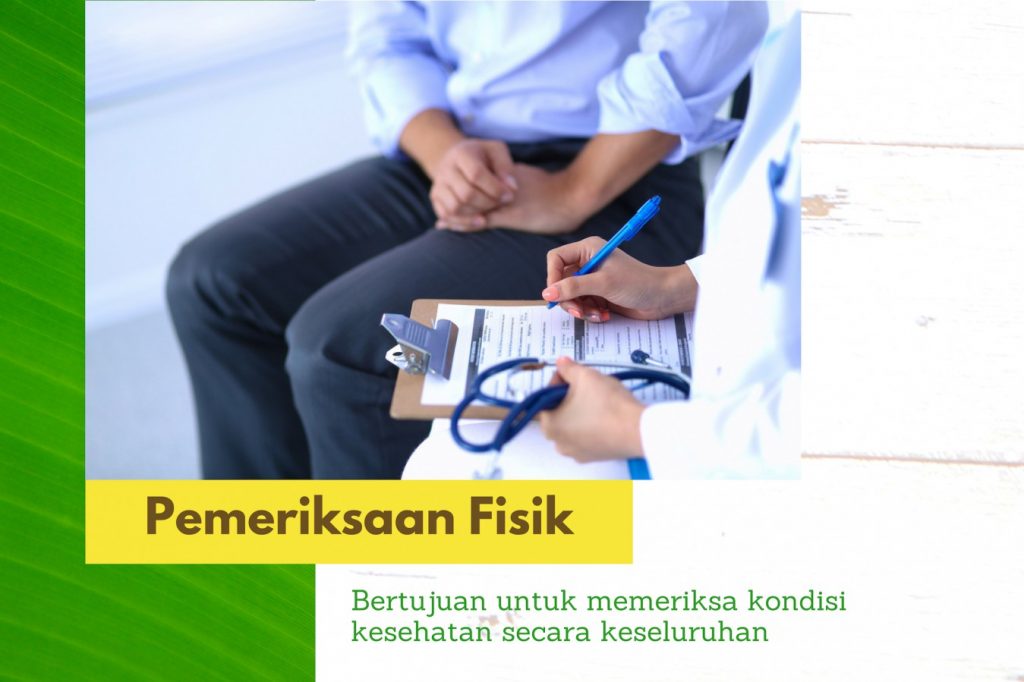 Pemeriksaan Fisik
Bertujuan untuk memeriksa kondisi
kesehatan secara keseluruhan